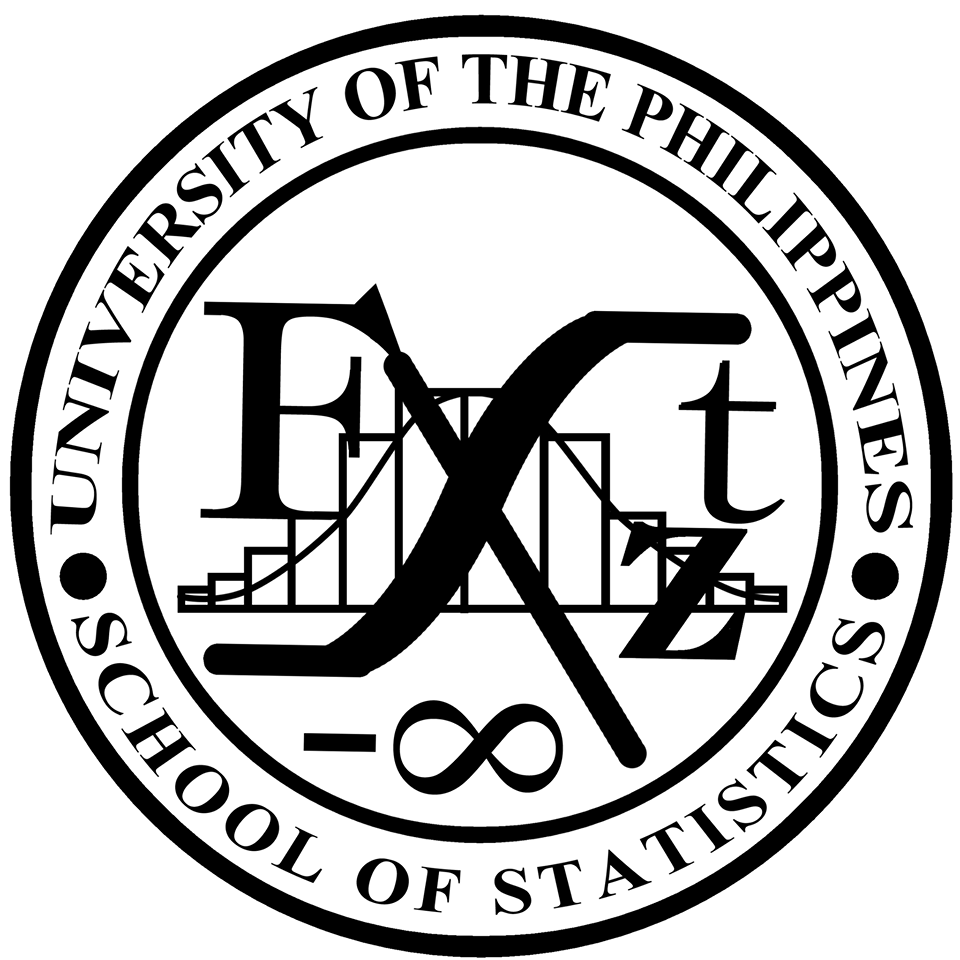 UNIVERSITY OF THE PHILIPPINES
F X t
z
-∞
SCHOOL OF STATISTICS